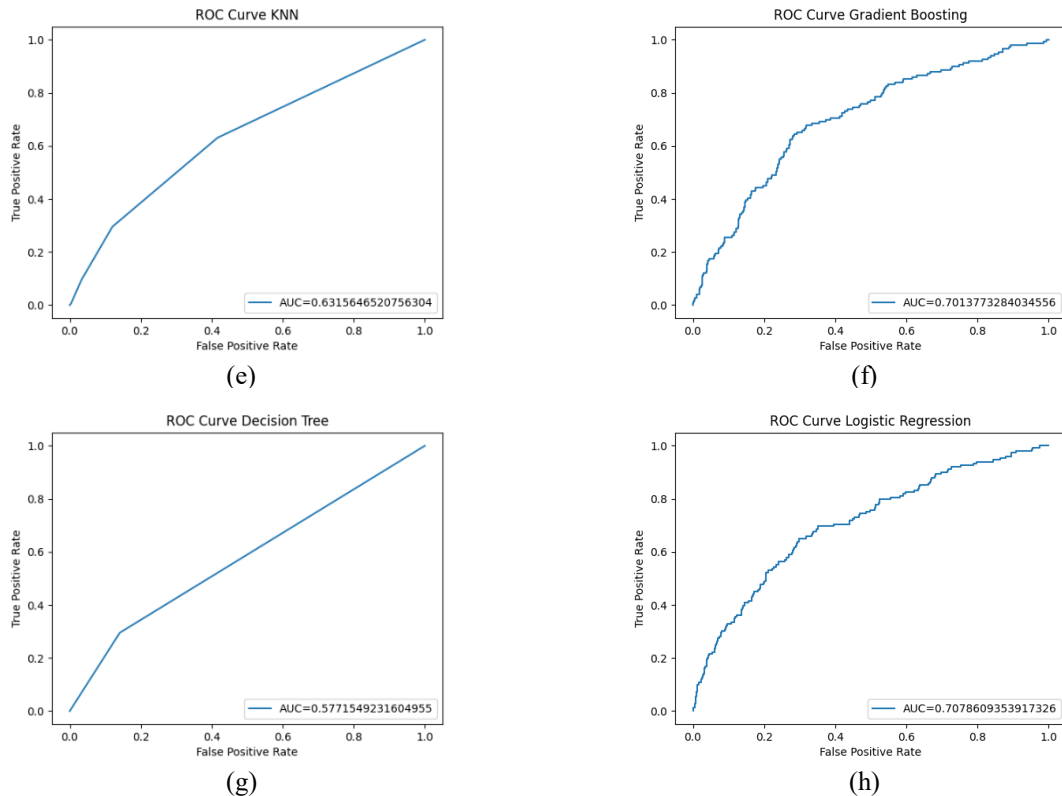 ROC Curve KNN
1.0
0.8
0.6
0.4
0.2
0.0
True Positive Rate
AUC=0.6315646520756304
0.0 0.2 0.4 0.6 0.8 1.0
False Positive Rate
(e)
ROC Curve Gradient Boosting
1.0
0.8
0.6
0.4
0.2
0.0
True Positive Rate
AUC=0.7013773284034556
0.0 0.2 0.4 0.6 0.8 1.0
False Positive Rate
(f)
ROC Curve Decision Tree
1.0
0.8
0.6
0.4
0.2
0.0
True Positive Rate
AUC=0.5771549231604955
0.0 0.2 0.4 0.6 0.8 1.0
False Positive Rate
(g)
ROC Curve Logistic Regression
1.0
0.8
0.6
0.4
0.2
0.0
True Positive Rate
AUC=0.7078609353917326
0.0 0.2 0.4 0.6 0.8 1.0
False Positive Rate
(h)